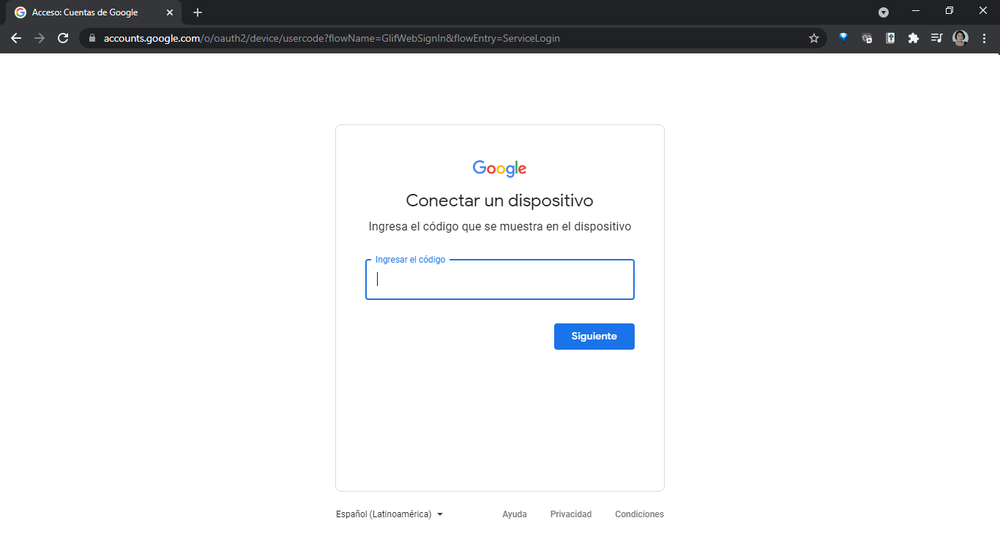 Acceso: Cuentas de Google
accounts.google.com/o/oauth2/device/usercode?flowName=GlifWebSignIn&flowEntry=ServiceLogin
Google
Conectar un dispositivo
Ingresa el código que se muestra en el dispositivo
Ingresar el código
Siguiente
Español (Latinoamérica) Ayuda Privacidad Condiciones